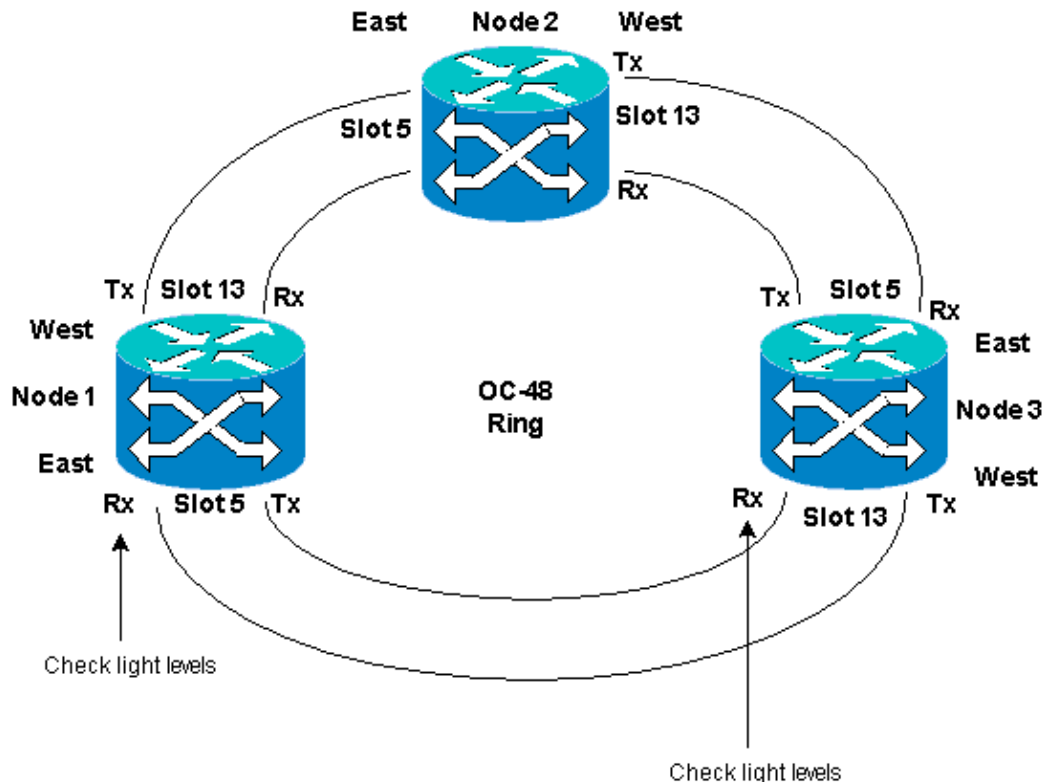 East Node 2 West
Tx
Slot 5
Slot 13
Rx
Tx Slot 13 Rx
Tx Slot 5 Rx
West
East
Node 1
OC-48
Ring
Node 3
East
West
Rx Slot 5 Tx
Rx Slot 13 Tx
Check light levels
Check light levels